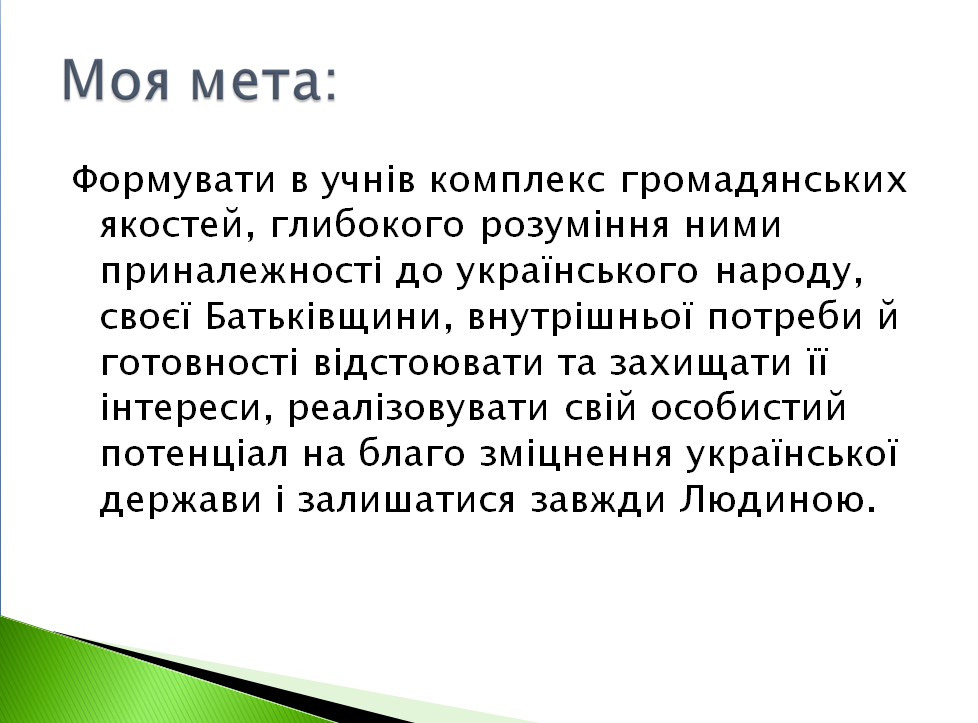 Моя мета:
Формувати в учнів комплекс громадянських
якостей, глибокого розуміння ними
приналежності до українського народу,
своєї Батьківщини, внутрішньої потреби й
готовності відстоювати та захищати її
інтереси, реалізовувати свій особистий
потенціал на благо зміцнення української
держави і залишатися завжди Людиною.